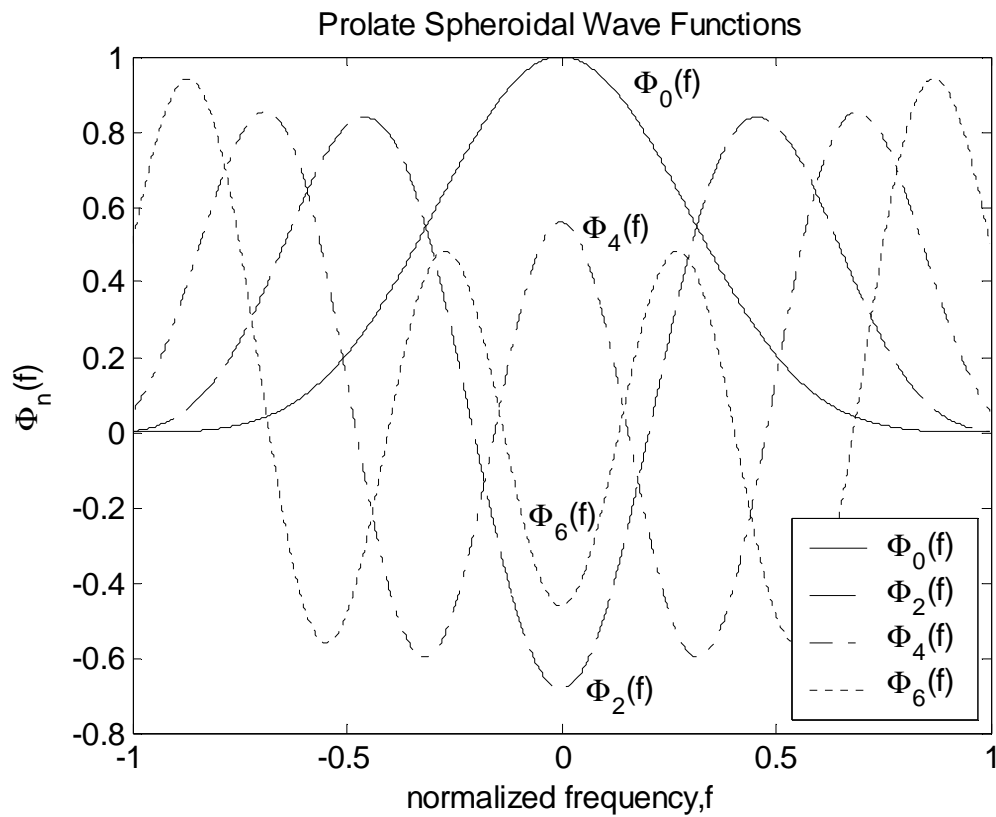 Prolate Spheroidal Wave Functions
1
0.8
0.6
0.4
0.2
0
-0.2
-0.4
-0.6
-0.8
Φn(f)
Φ0(f)
Φ4(f)
Φ6(f)
Φ2(f)
Φ0(f)
Φ2(f)
Φ4(f)
Φ6(f)
-1
-0.5
0
0.5
1
normalized frequency,f